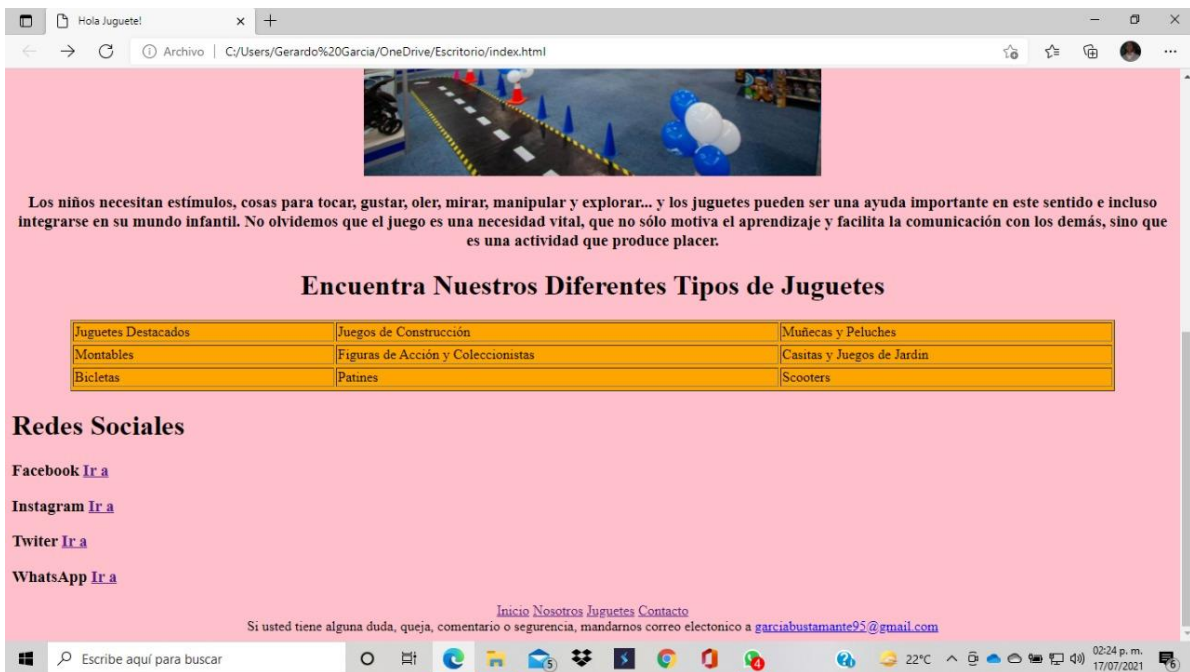 Hola Juguete!
Archivo | C:/Users/Gerardo%20Garcia/OneDrive/Escritorio/index.html
Los niños necesitan estímulos, cosas para tocar, gustar, oler, mirar, manipular y explorar... y los juguetes pueden ser una ayuda importante en este sentido e incluso
integrarse en su mundo infantil. No olvidemos que el juego es una necesidad vital, que no sólo motiva el aprendizaje y facilita la comunicación con los demás, sino que
es una actividad que produce placer.
Encuentra Nuestros Diferentes Tipos de Juguetes
Juguetes Destacados Juegos de Construcción Muñecas y Peluches
Montables Figuras de Acción y Coleccionistas Casitas y Juegos de Jardin
Bicletas Patines Scooters
Redes Sociales
Facebook Ir a
Instagram Ir a
Twiter Ir a
WhatsApp Ir a
Inicio Nosotros Juguetes Contacto
Si usted tiene alguna duda, queja, comentario o segurencia, mandarnos correo electonico a garciabustamante95@gmail.com
Escribe aquí para buscar 5 4 22°C 02:24 p. m. 6
17/07/2021